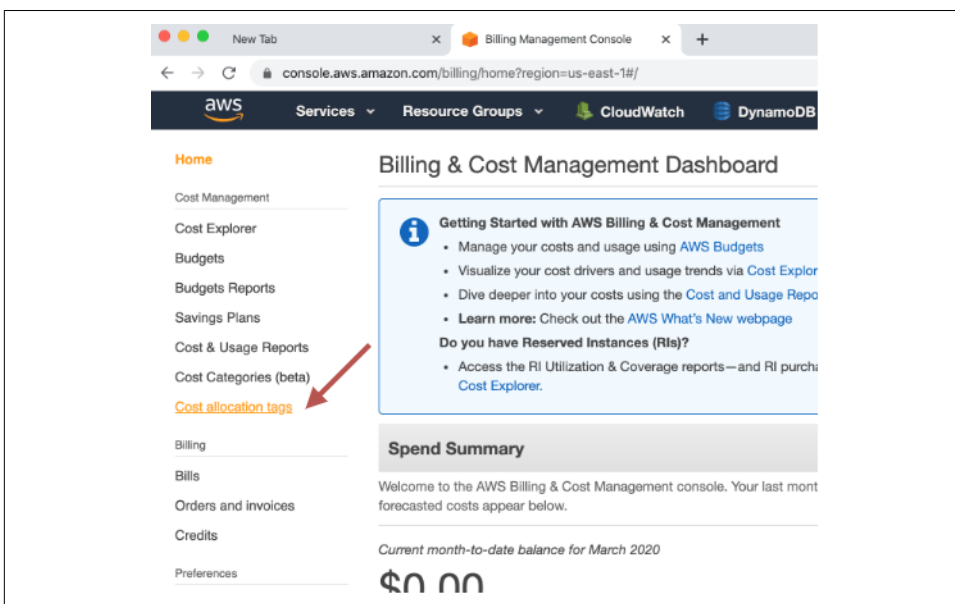 New Tab
Billing Management Console
console.aws.amazon.com/billing/home?region=us-east-1#/
aws Services Resource Groups CloudWatch DynamoDB
Home
Cost Management
Cost Explorer
Budgets
Budgets Reports
Savings Plans
Cost & Usage Reports
Cost Categories (beta)
Cost allocation tags
Billing
Bills
Orders and invoices
Credits
Preferences
Billing & Cost Management Dashboard
Getting Started with AWS Billing & Cost Management
• Manage your costs and usage using AWS Budgets
• Visualize your cost drivers and usage trends via Cost Explor
• Dive deeper into your costs using the Cost and Usage Repo
• Learn more: Check out the AWS What's New webpage
Do you have Reserved Instances (RIs)?
• Access the RI Utilization & Coverage reports—and RI purcha
Cost Explorer.
Spend Summary
Welcome to the AWS Billing & Cost Management console. Your last mont
forecasted costs appear below.
Current month-to-date balance for March 2020
$0.00